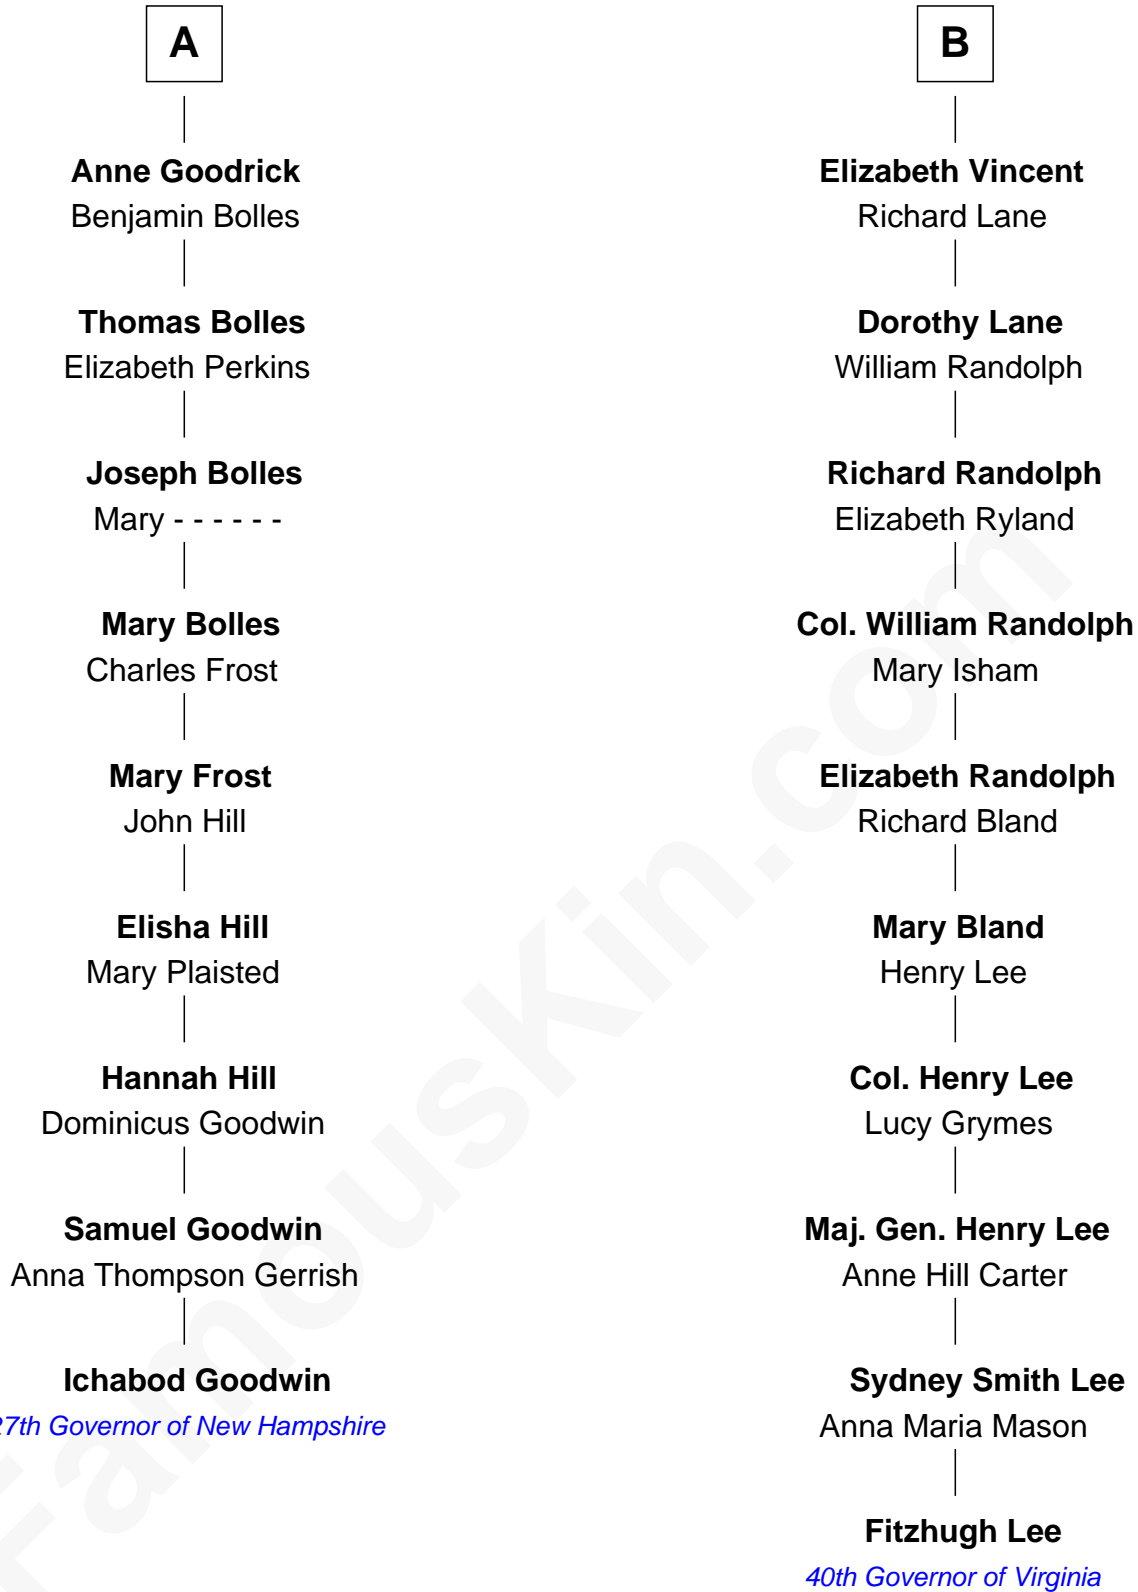 A
Anne Goodrick
Benjamin Bolles
Thomas Bolles
Elizabeth Perkins
Joseph Bolles
Mary - - - - - -
Mary Bolles
Charles Frost
Mary Frost
John Hill
Elisha Hill
Mary Plaisted
Hannah Hill
Dominicus Goodwin
Samuel Goodwin
Anna Thompson Gerrish
Ichabod Goodwin
27th Governor of New Hampshire
B
Elizabeth Vincent
Richard Lane
Dorothy Lane
William Randolph
Richard Randolph
Elizabeth Ryland
Col. William Randolph
Mary Isham
Elizabeth Randolph
Richard Bland
Mary Bland
Henry Lee
Col. Henry Lee
Lucy Grymes
Maj. Gen. Henry Lee
Anne Hill Carter
Sydney Smith Lee
Anna Maria Mason
Fitzhugh Lee
40th Governor of Virginia
FamousKin.com